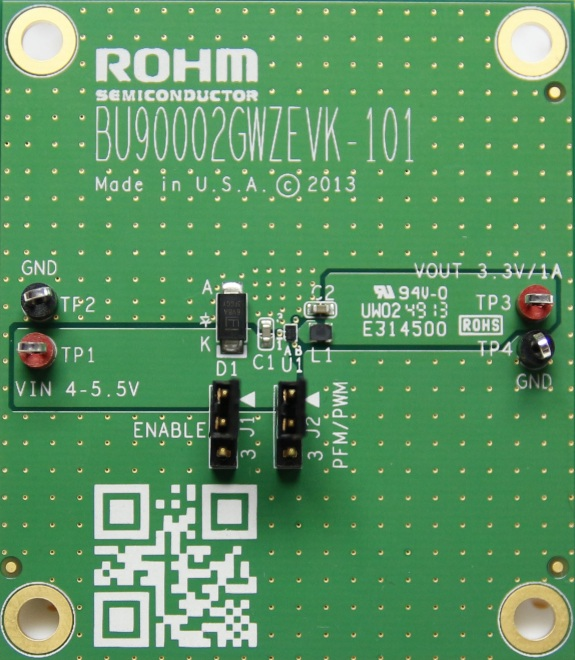 ROHM
SEMICONDUCTOR
BU90002GWZEVK-101
Made in U.S.A. © 2013
GND
TP2
TP1
VIN 4-5.5V
A
K
D1
C1
U1
AB
C2
L1
VOUT 3.3V/1A
94V-0
UW02 4913
E314500
ROHS
TP3
TP4
GND
ENABLE
J1
3
J2
3
PFM/PWM